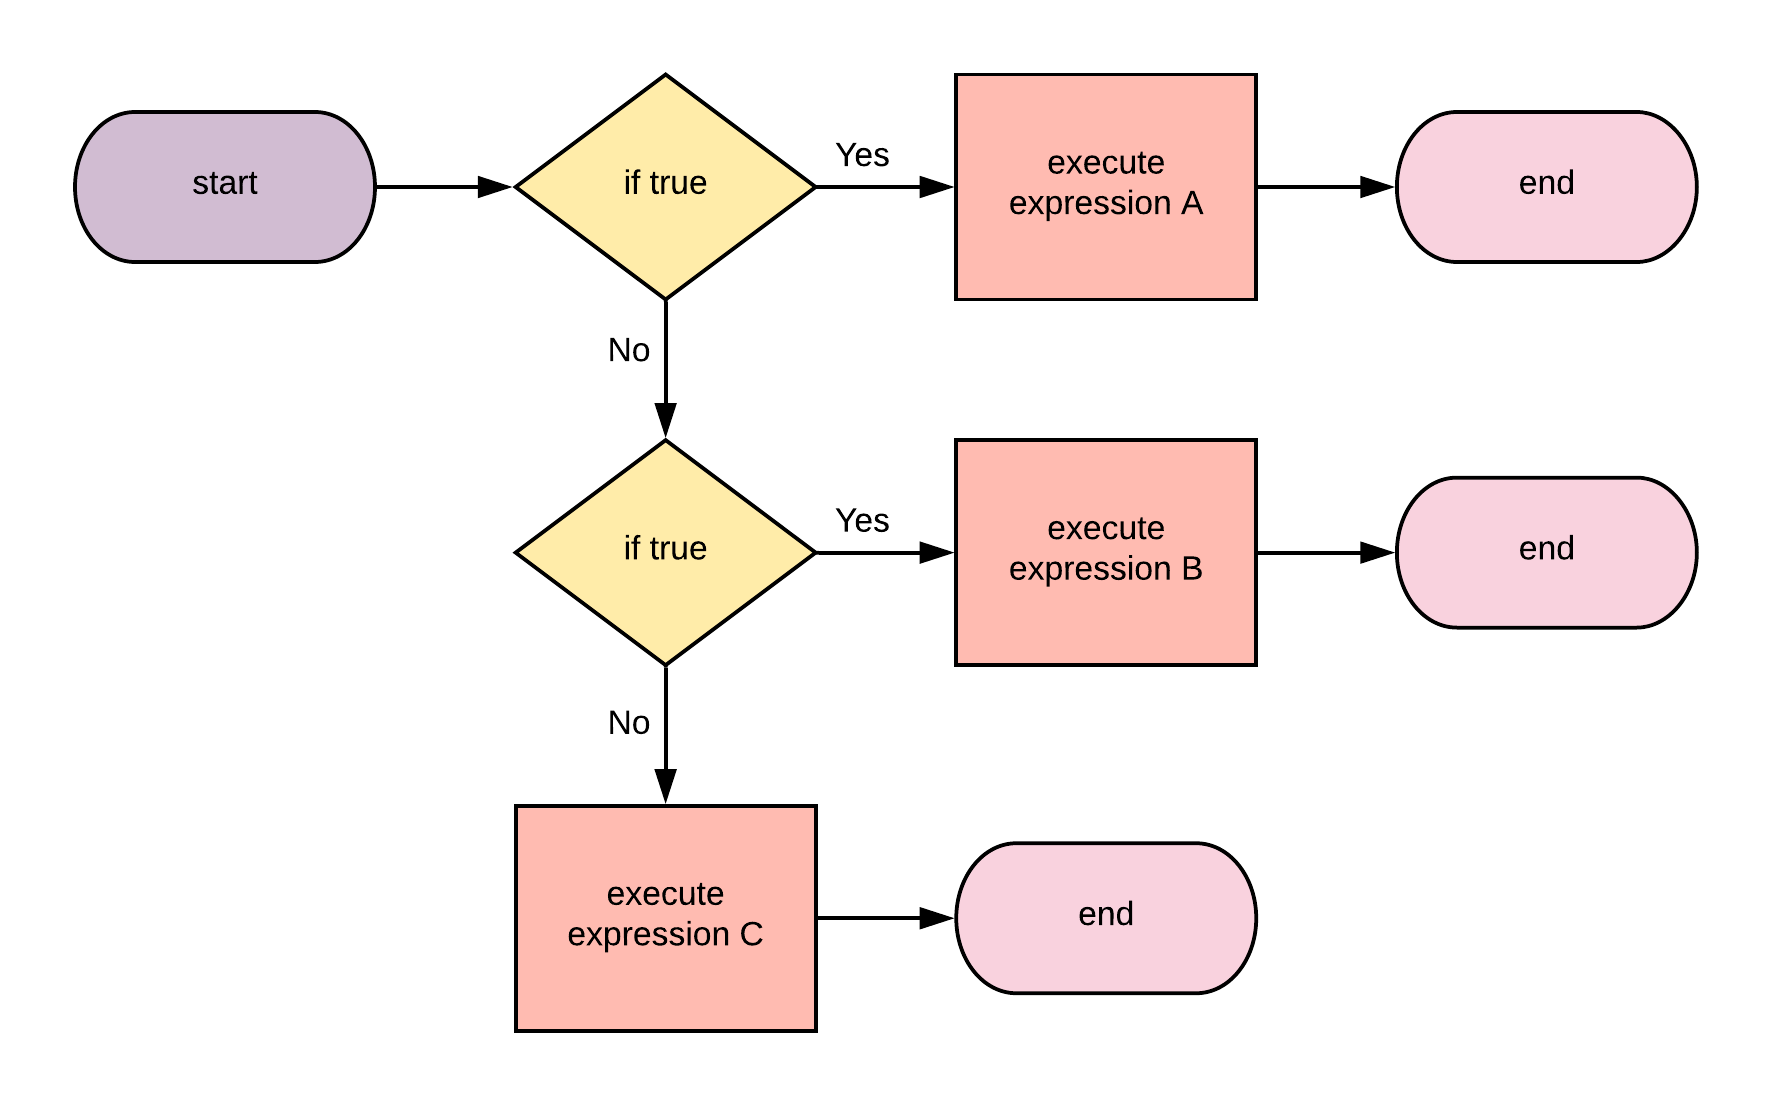 start
if true
Yes
execute
expression A
end
No
if true
Yes
execute
expression B
end
No
execute
expression C
end